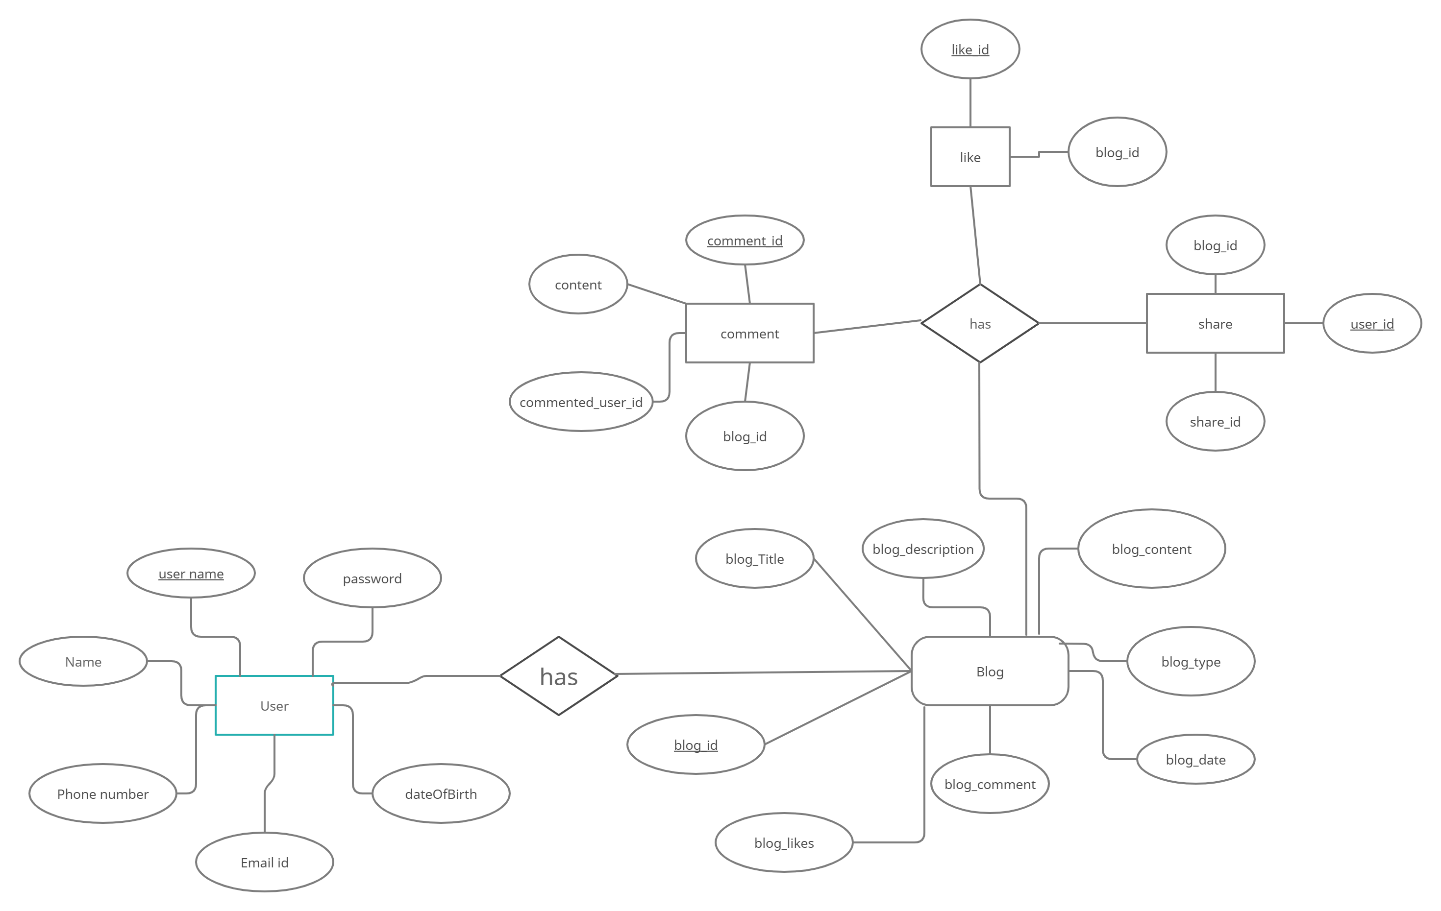 like_id
like
blog_id
comment_id
blog_id
content
comment
has
share
user_id
commented_user_id
blog_id
share_id
blog_Title
blog_description
blog_content
user name
password
Name
has
Blog
blog_type
User
blog_id
blog_comment
blog_date
Phone number
dateOfBirth
blog_likes
Email id